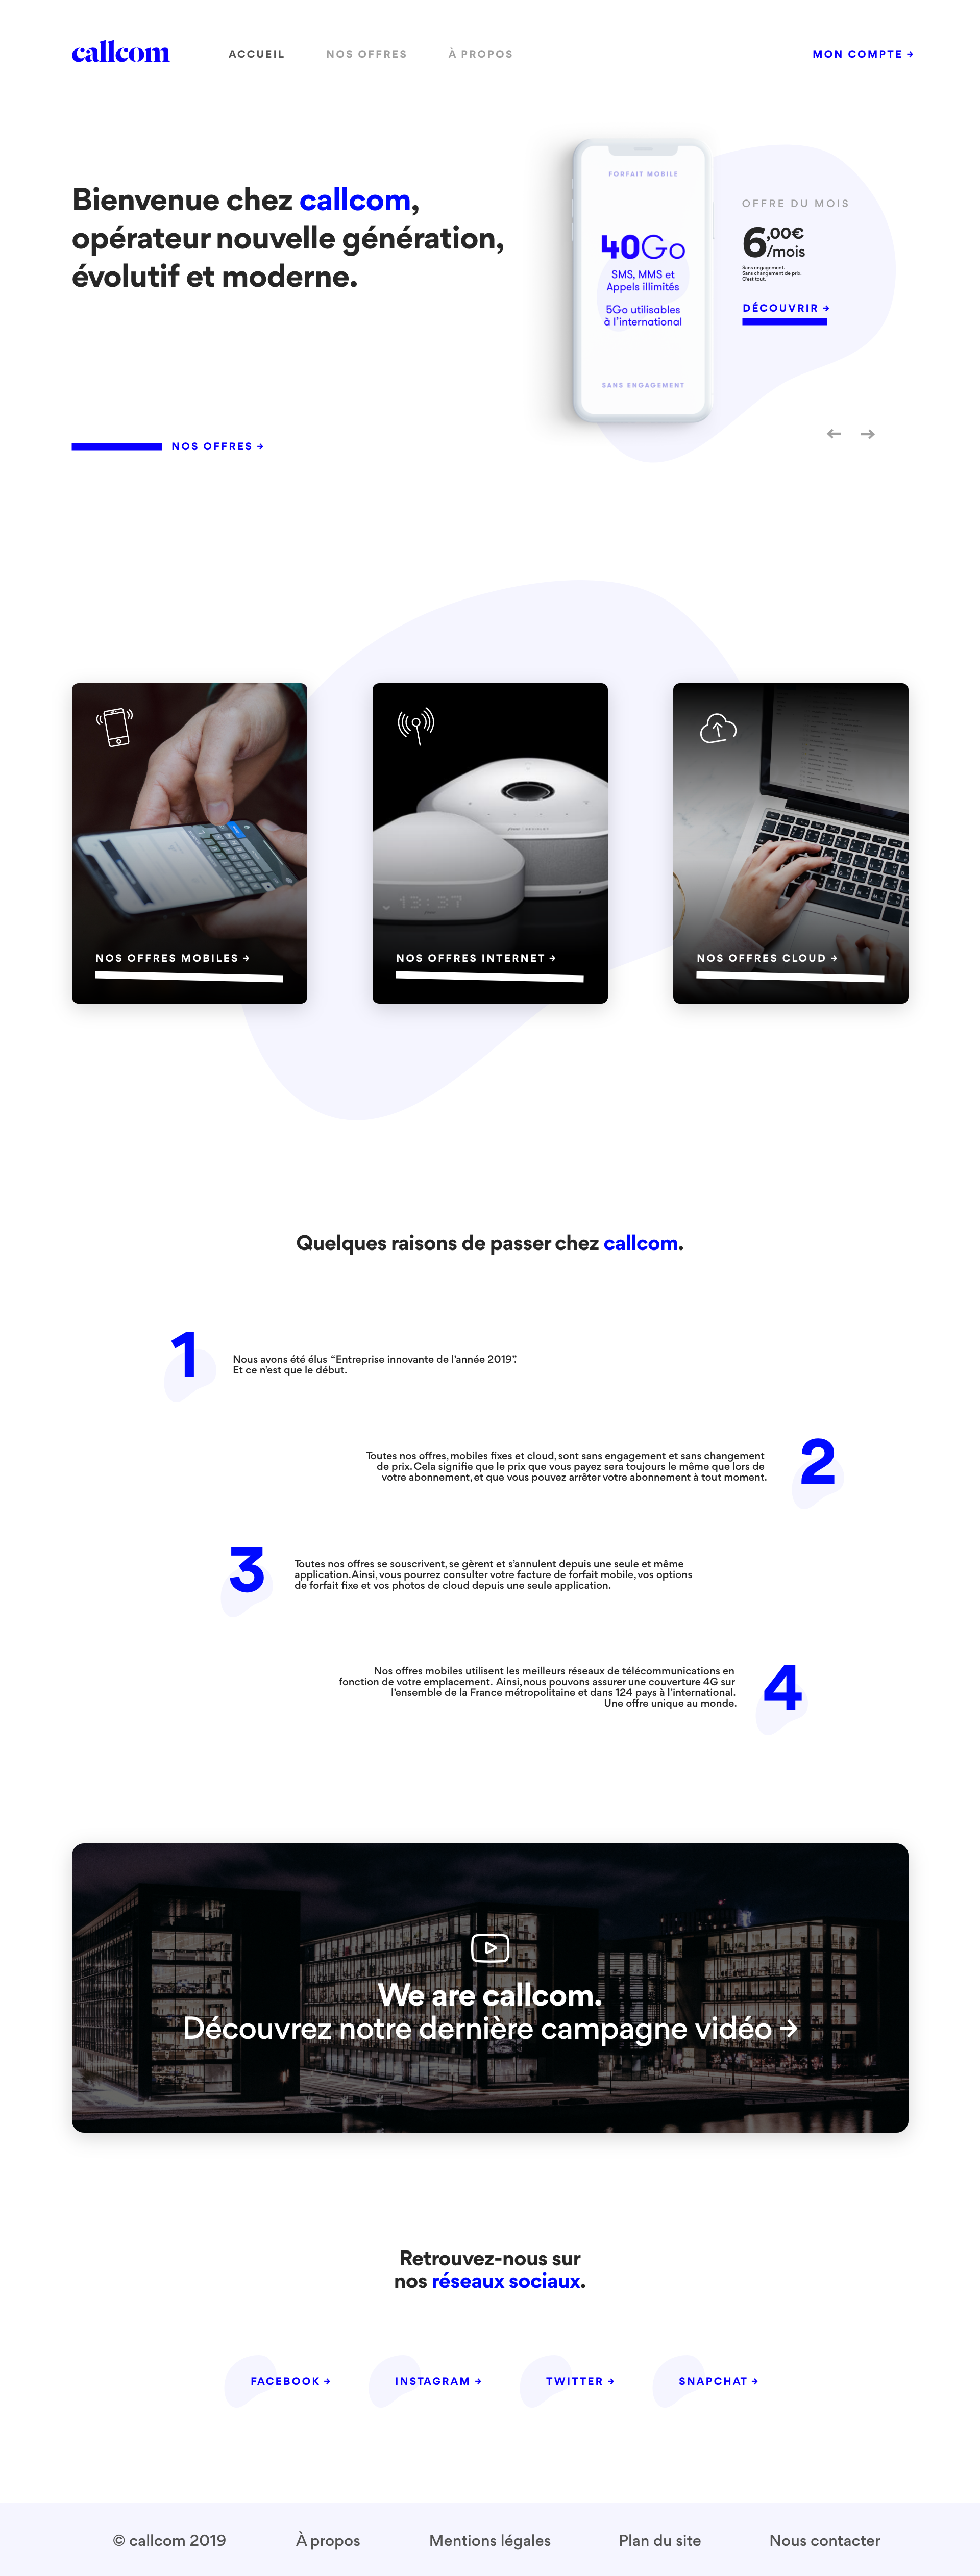 callcom
ACCUEIL
NOS OFFRES
À PROPOS
MON COMPTE →
Bienvenue chez callcom,
opérateur nouvelle génération,
évolutif et moderne.
NOS OFFRES →
FORFAIT MOBILE
40Go
SMS, MMS et
Appels illimités
5Go utilisables
à l'international
SANS ENGAGEMENT
OFFRE DU MOIS
6,00€
/mois
Sans engagement.
Sans changement de prix.
C'est tout.
DÉCOUVRIR →
← →
NOS OFFRES MOBILES →
13:37
NOS OFFRES INTERNET →
NOS OFFRES CLOUD →
Quelques raisons de passer chez callcom.
1
Nous avons été élus “Entreprise innovante de l'année 2019”.
Et ce n'est que le début.
Toutes nos offres, mobiles fixes et cloud, sont sans engagement et sans changement
de prix. Cela signifie que le prix que vous payez sera toujours le même que lors de
votre abonnement, et que vous pouvez arrêter votre abonnement à tout moment.
2
3
Toutes nos offres se souscrivent, se gèrent et s'annulent depuis une seule et même
application. Ainsi, vous pourrez consulter votre facture de forfait mobile, vos options
de forfait fixe et vos photos de cloud depuis une seule application.
Nos offres mobiles utilisent les meilleurs réseaux de télécommunications en
fonction de votre emplacement. Ainsi, nous pouvons assurer une couverture 4G sur
l'ensemble de la France métropolitaine et dans 124 pays à l'international.
Une offre unique au monde.
4
We are callcom.
Découvrez notre dernière campagne vidéo →
Retrouvez-nous sur
nos réseaux sociaux.
FACEBOOK →
INSTAGRAM →
TWITTER →
SNAPCHAT →
© callcom 2019
À propos
Mentions légales
Plan du site
Nous contacter